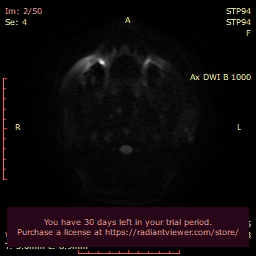 Im: 2/50
Se: 4
A
STP94
STP94
F
Ax DWI B 1000
R
L
You have 30 days left in your trial period.
Purchase a license at https://radiantviewer.com/store/